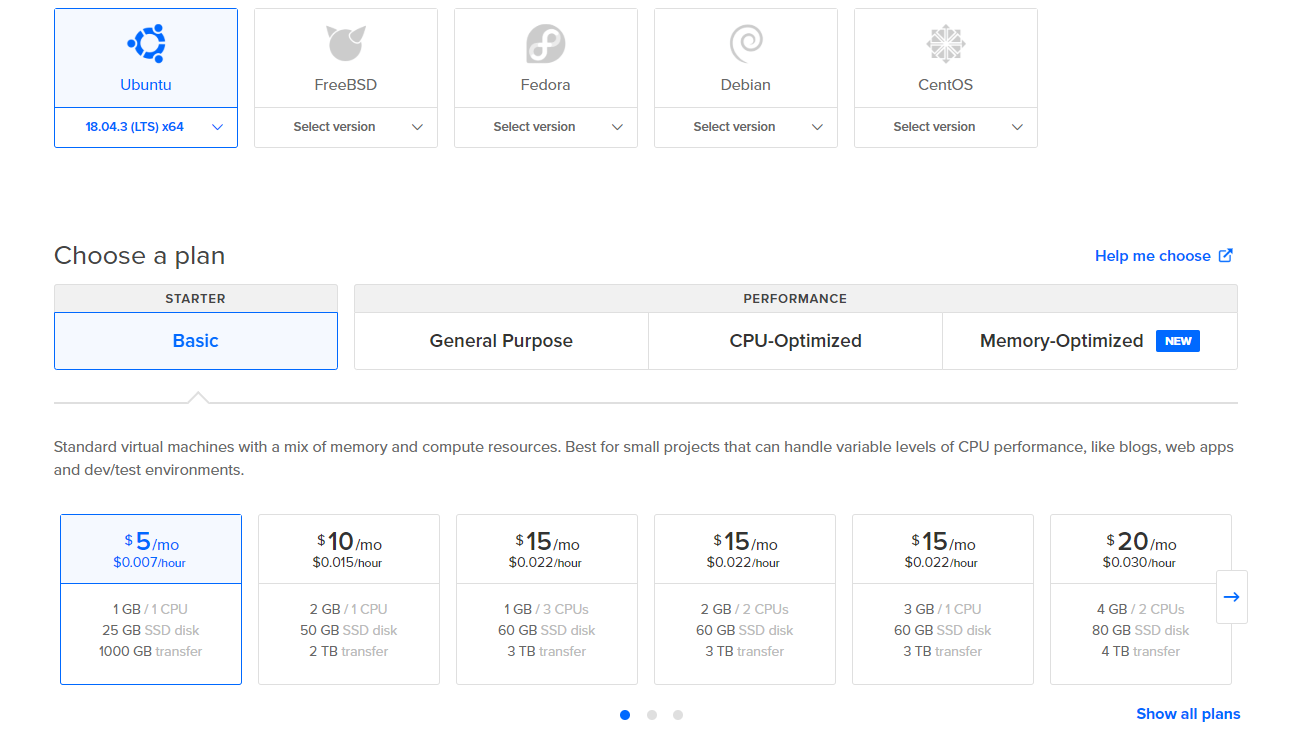 Ubuntu
FreeBSD
Fedora
Debian
CentOS
18.04.3 (LTS) x64
Select version
Select version
Select version
Select version
Choose a plan
Help me choose
STARTER
PERFORMANCE
Basic
General Purpose
CPU-Optimized
Memory-Optimized NEW
Standard virtual machines with a mix of memory and compute resources. Best for small projects that can handle variable levels of CPU performance, like blogs, web apps
and dev/test environments.
$5/mo
$0.007/hour
1 GB / 1 CPU
25 GB SSD disk
1000 GB transfer
$10/mo
$0.015/hour
2 GB / 1 CPU
50 GB SSD disk
2 TB transfer
$15/mo
$0.022/hour
1 GB / 3 CPUs
60 GB SSD disk
3 TB transfer
$15/mo
$0.022/hour
2 GB / 2 CPUs
60 GB SSD disk
3 TB transfer
$15/mo
$0.022/hour
3 GB / 1 CPU
60 GB SSD disk
3 TB transfer
$20/mo
$0.030/hour
4 GB / 2 CPUs
80 GB SSD disk
4 TB transfer
Show all plans